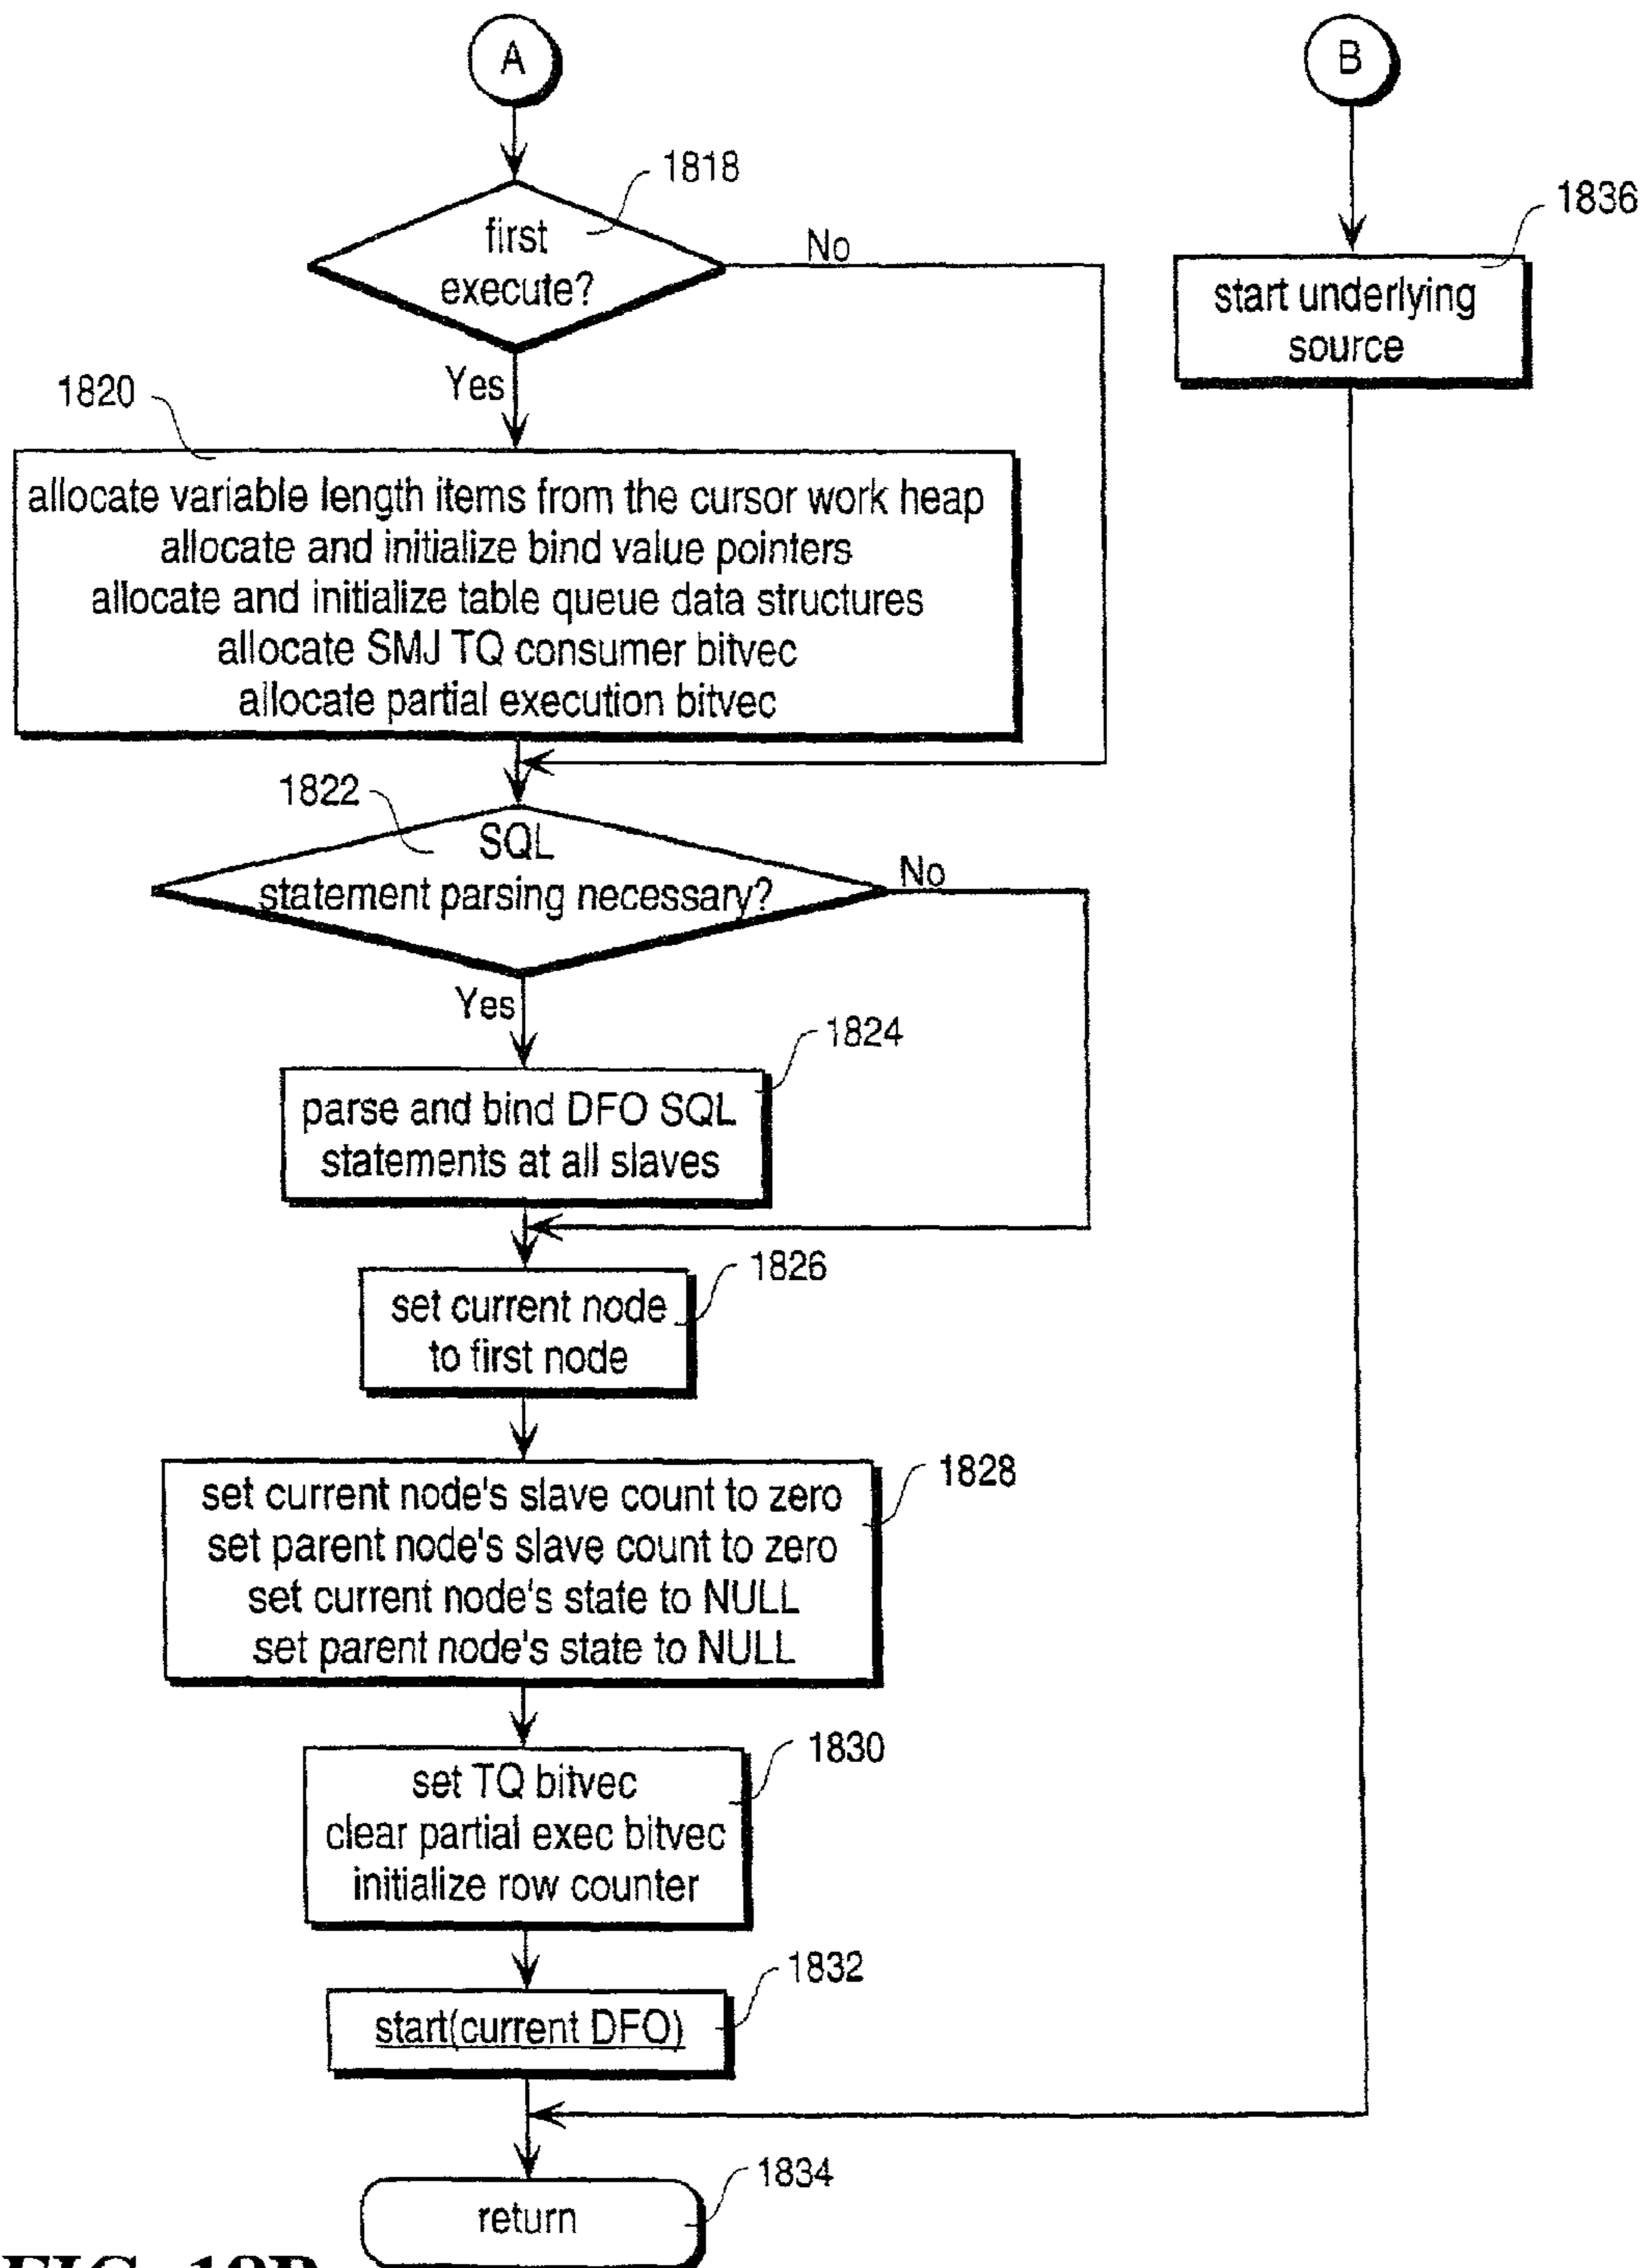 A
B
1818
first
execute?
No
1836
start underlying
source
Yes
1820
allocate variable length items from the cursor work heap
allocate and initialize bind value pointers
allocate and initialize table queue data structures
allocate SMJ TQ consumer bitvec
allocate partial execution bitvec
1822
SQL
statement parsing necessary?
No
Yes
1824
parse and bind DFO SQL
statements at all slaves
1826
set current node
to first node
1828
set current node's slave count to zero
set parent node's slave count to zero
set current node's state to NULL
set parent node's state to NULL
1830
set TQ bitvec
clear partial exec bitvec
initialize row counter
1832
start(current DFO)
1834
return